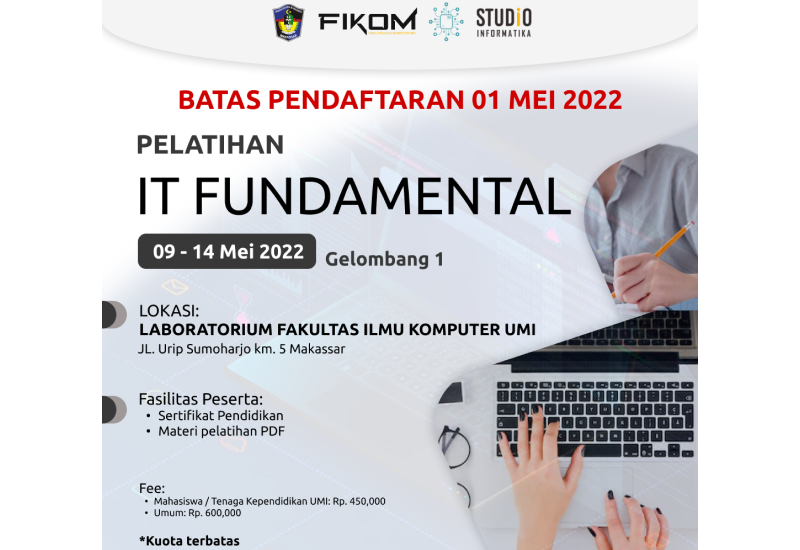 FIKOM
STUDIO
INFORMATIKA
BATAS PENDAFTARAN 01 MEI 2022
PELATIHAN
IT FUNDAMENTAL
09 - 14 Mei 2022
Gelombang 1
LOKASI:
LABORATORIUM FAKULTAS ILMU KOMPUTER UMI
JL. Urip Sumoharjo km. 5 Makassar
Fasilitas Peserta:
• Sertifikat Pendidikan
• Materi pelatihan PDF
Fee:
• Mahasiswa / Tenaga Kependidikan UMI: Rp. 450,000
• Umum: Rp. 600,000
*Kuota terbatas